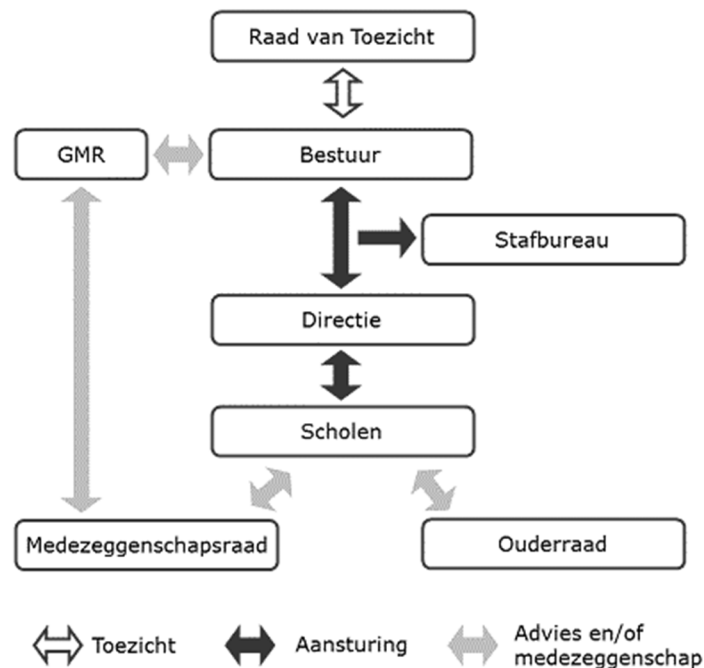 Raad van Toezicht
GMR
Bestuur
Stafbureau
Directie
Scholen
Medezeggenschapsraad
Ouderraad
Toezicht
Aansturing
Advies en/of
medezeggenschap